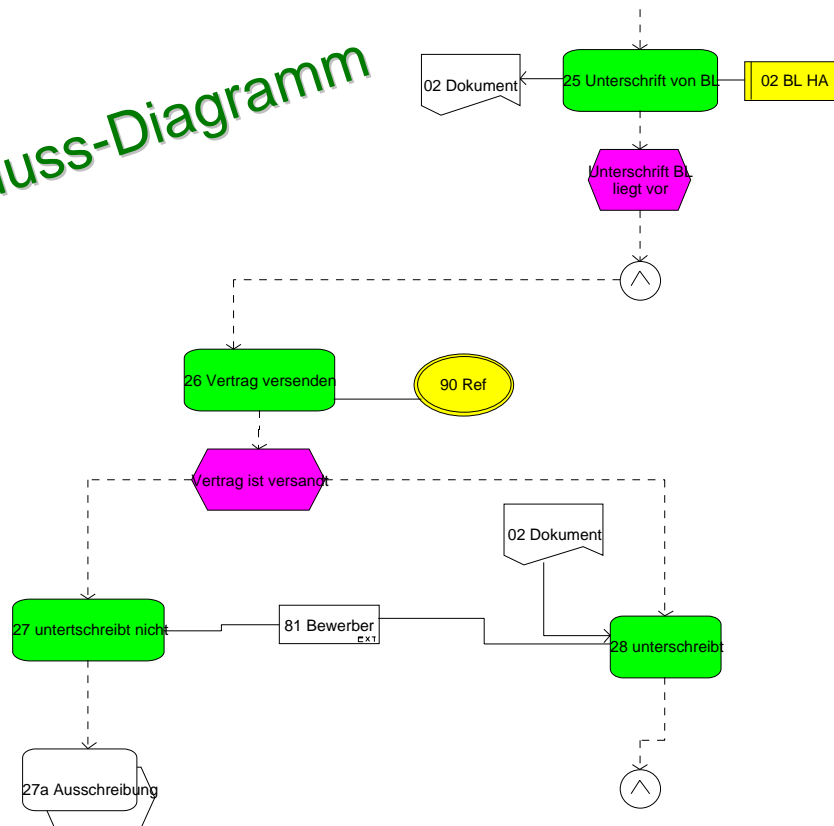 luss-Diagramm
02 Dokument
25 Unterschrift von BL
02 BL HA
Unterschrift BL
liegt vor
26 Vertrag versenden
90 Ref
Vertrag ist versandt
02 Dokument
27 untertschreibt nicht
81 Bewerber
EXT
28 unterschreibt
27a Ausschreibung